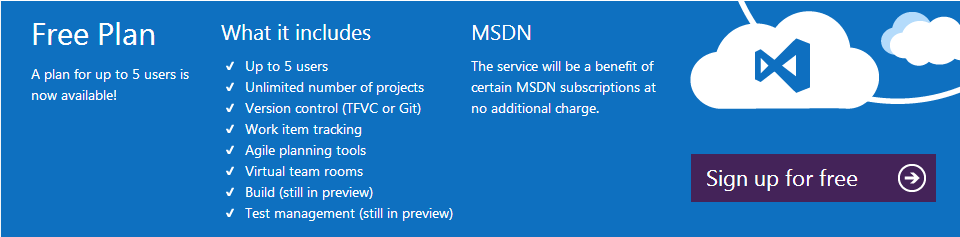 Free Plan
A plan for up to 5 users is
now available!
What it includes
✔ Up to 5 users
✔ Unlimited number of projects
✔ Version control (TFVC or Git)
✔ Work item tracking
✔ Agile planning tools
✔ Virtual team rooms
✔ Build (still in preview)
✔ Test management (still in preview)
MSDN
The service will be a benefit of
certain MSDN subscriptions at
no additional charge.
Sign up for free